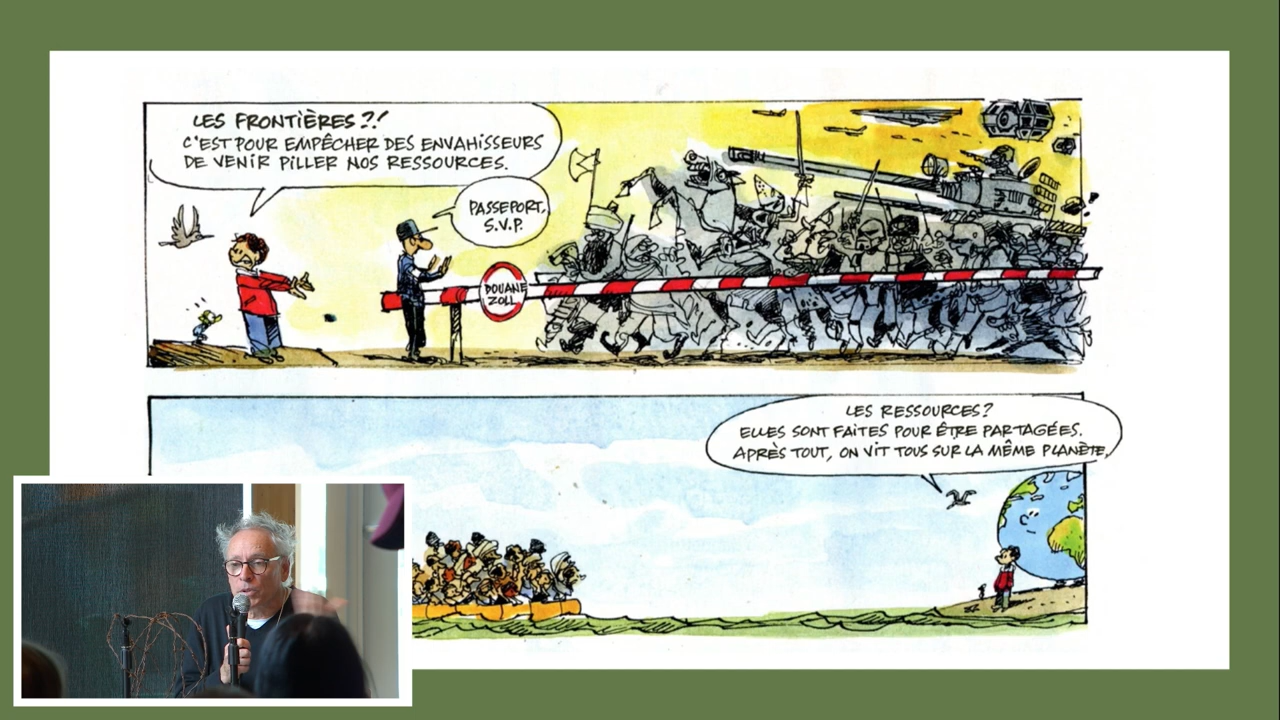 LES FRONTIÈRES ?!
C'EST POUR EMPÊCHER DES ENVAHISSEURS
DE VENIR PILLER NOS RESSOURCES.
PASSEPORT,
S.V.P.
DOUANE
ZOLL
LES RESSOURCES?
ELLES SONT FAITES POUR ÊTRE PARTAGÉES.
APRÈS TOUT, ON VIT TOUS SUR LA MÊME PLANÈTE.